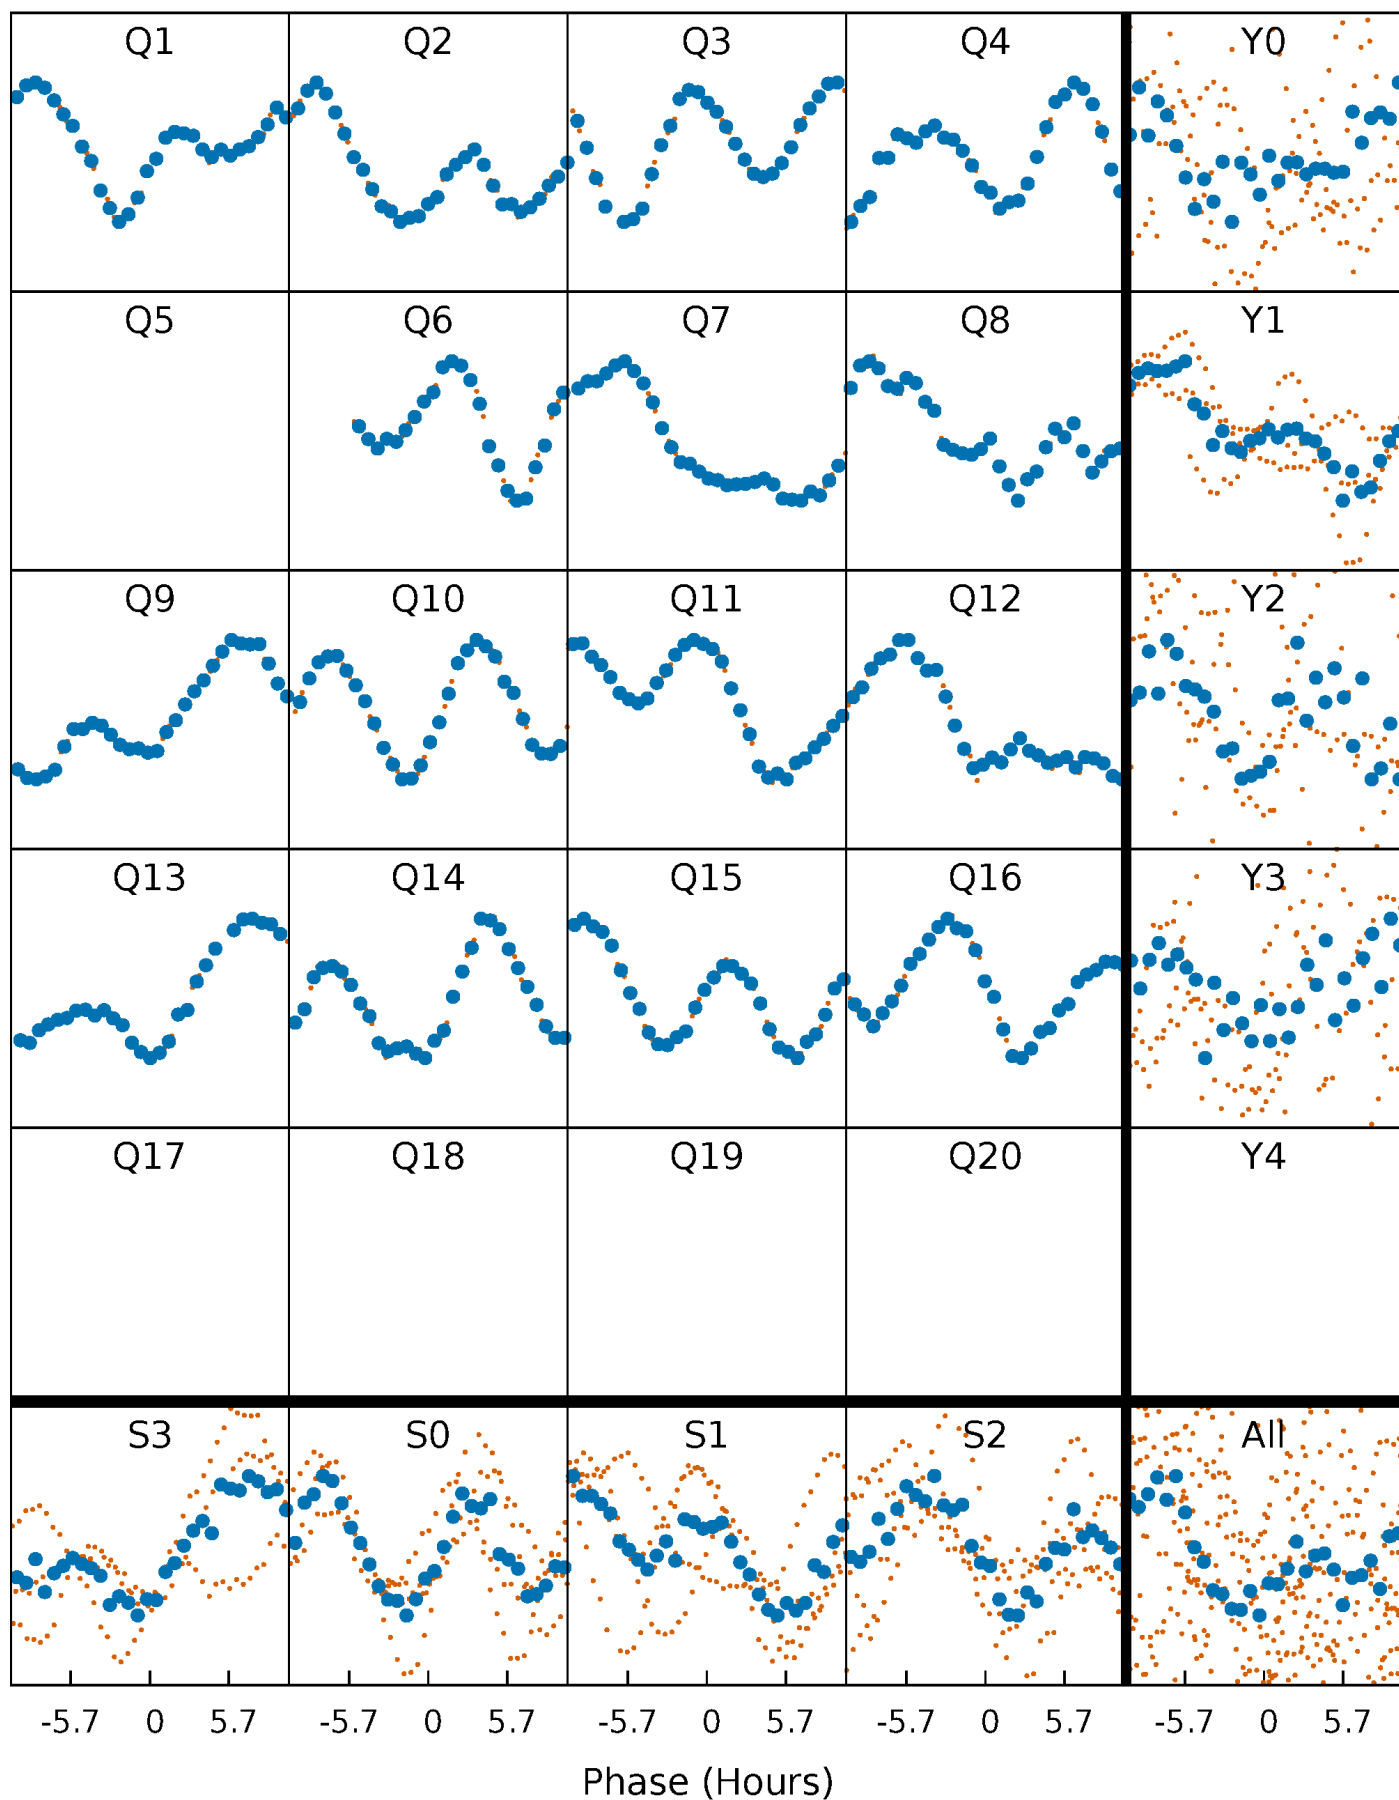 Q1 Q2 Q3 Q4 Y0
Q5 Q6 Q7 Q8 Y1
Q9 Q10 Q11 Q12 Y2
Q13 Q14 Q15 Q16 Y3
Q17 Q18 Q19 Q20 Y4
S3 S0 S1 S2 All
-5.7 0 5.7 -5.7 0 5.7 -5.7 0 5.7 -5.7 0 5.7 -5.7 0 5.7
Phase (Hours)